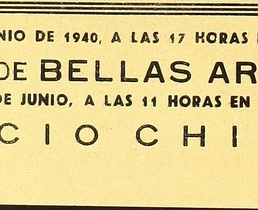 NIO DE 1940, A LAS 17 HORAS
DE BELLAS AR
DE JUNIO, A LAS 11 HORAS EN
CIO CHI